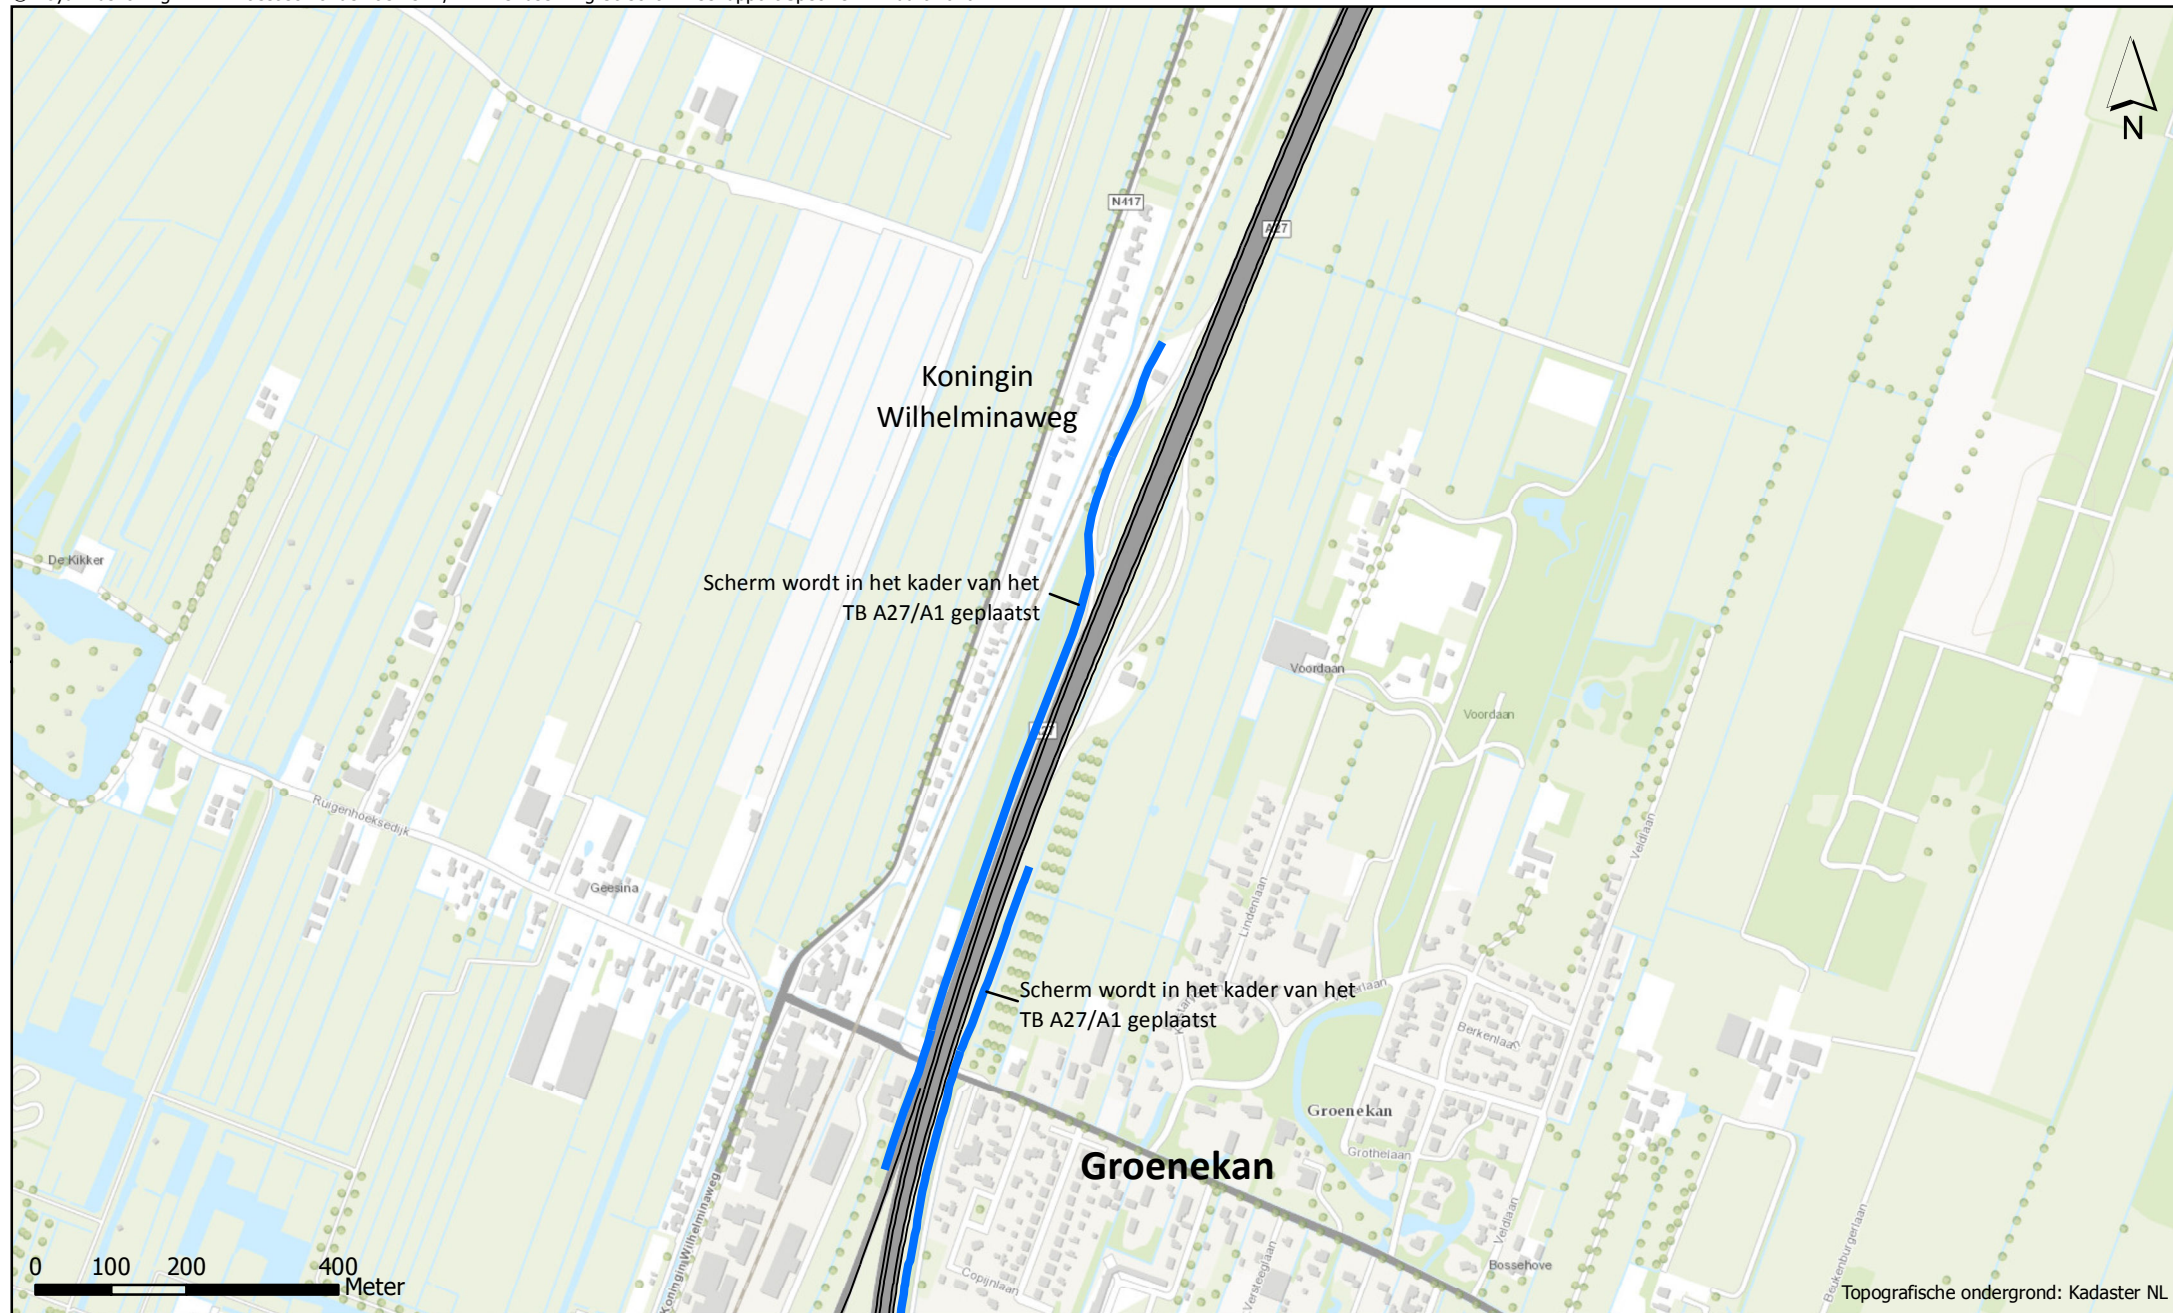 N
N417
A27
Koningin
Wilhelminaweg
De Kikker
Scherm wordt in het kader van het
TB A27/A1 geplaatst
Voordaan
Voordaan
Ruigenhoeksedijk
Geesina
Lindenlaan
Veldlaan
Scherm wordt in het kader van het
TB A27/A1 geplaatst
Berkenlaan
Groenekan
Grothelaan
Groenekan
Koningin Wilhelminaweg
Veldlaan
Beukenburgerlaan
Bossehove
Copijnlaan
Versteeglaan
0 100 200 400
Meter
Topografische ondergrond: Kadaster NL